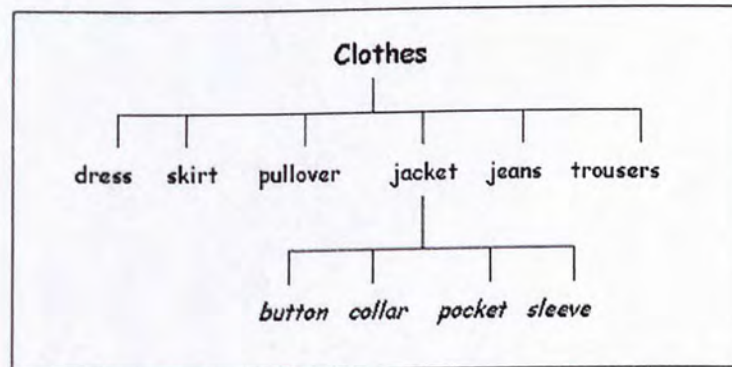 Clothes
dress skirt pullover jacket jeans trousers
button collar pocket sleeve